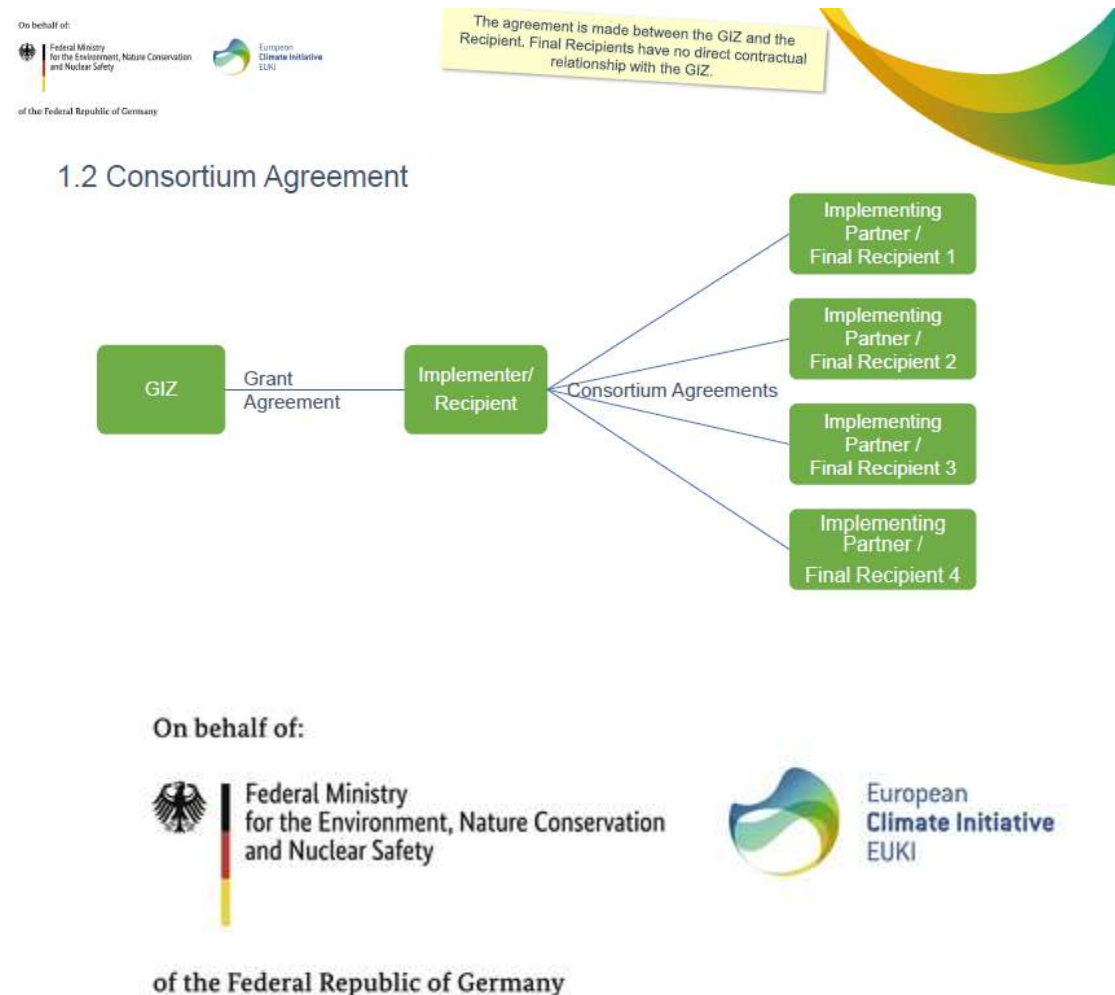 On behalf of:
Federal Ministry
for the Environment, Nature Conservation
and Nuclear Safety
European
Climate Initiative
EUKI
of the Federal Republic of Germany
The agreement is made between the GIZ and the
Recipient. Final Recipients have no direct contractual
relationship with the GIZ.
1.2 Consortium Agreement
GIZ
Grant
Agreement
Implementer/
Recipient
Consortium Agreements
Implementing
Partner /
Final Recipient 1
Implementing
Partner /
Final Recipient 2
Implementing
Partner /
Final Recipient 3
Implementing
Partner /
Final Recipient 4
On behalf of:
Federal Ministry
for the Environment, Nature Conservation
and Nuclear Safety
European
Climate Initiative
EUKI
of the Federal Republic of Germany